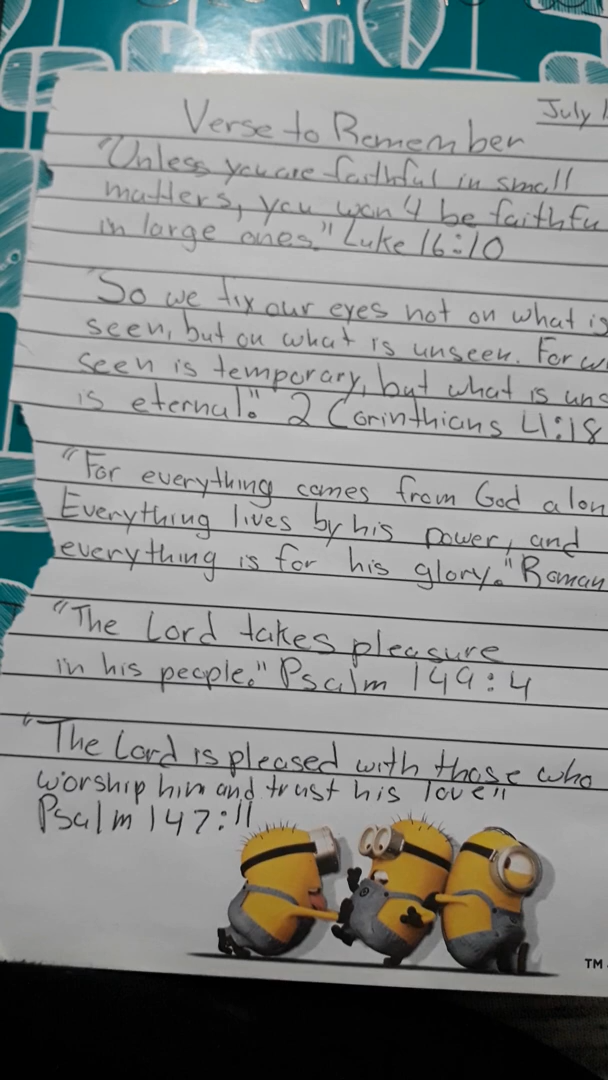 July 1
Verse to Remember
"Unless you are faithful in small
matters, you won't be faithfu
in large ones." Luke 16:10
"So we fix our eyes not on what is
seen, but on what is unseen. For w
seen is temporary, but what is uns
is eternal." 2 Corinthians 4:18
"For everything comes from God alon
Everything lives by his power, and
everything is for his glory." Roman
"The Lord takes pleasure
in his people." Psalm 149:4
"The Lord is pleased with those who
worship him and trust his love"
Psalm 147:11
TM